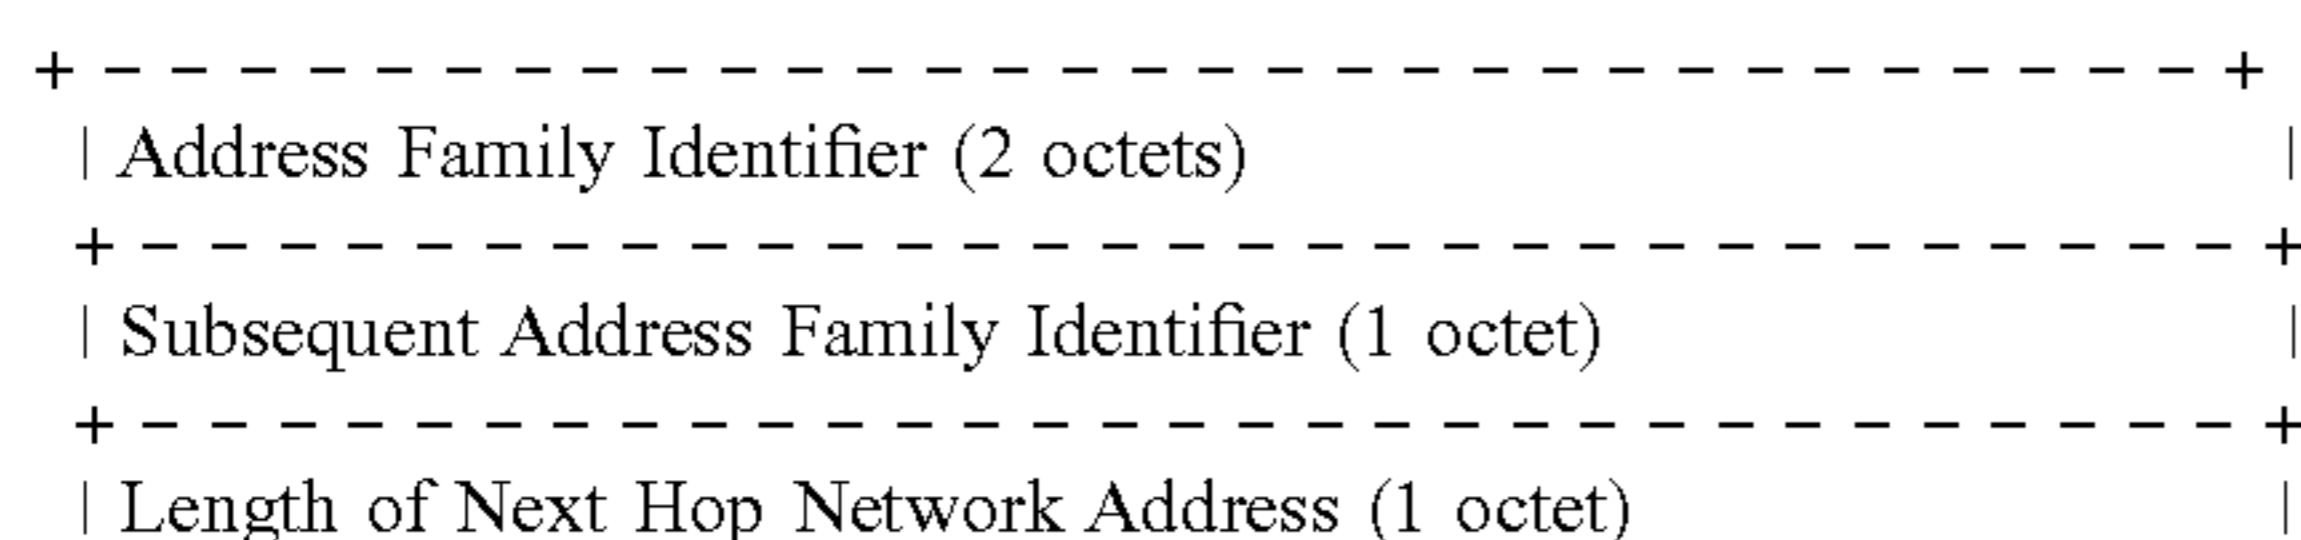 + - - - - - - - - - - - - - - - - - - - - - - - - - - - - - - - +
| Address Family Identifier (2 octets) |
+ - - - - - - - - - - - - - - - - - - - - - - - - - - - - - - - +
| Subsequent Address Family Identifier (1 octet) |
+ - - - - - - - - - - - - - - - - - - - - - - - - - - - - - - - +
| Length of Next Hop Network Address (1 octet) |